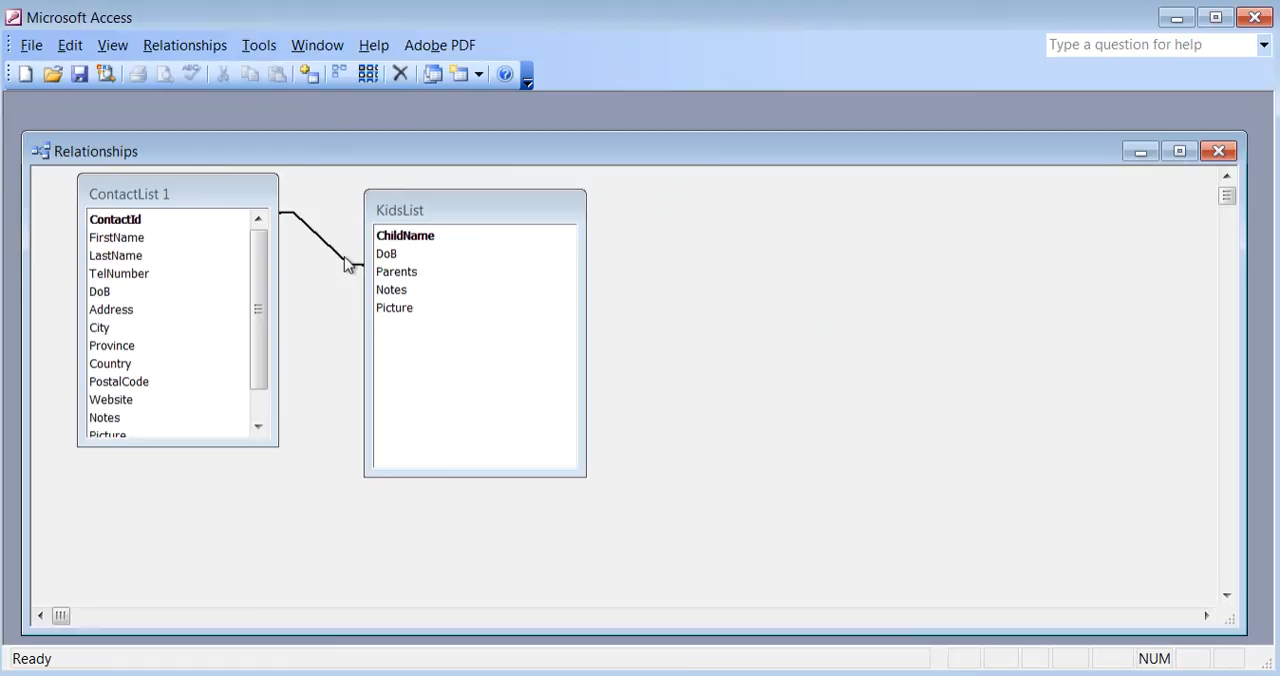 Microsoft Access
File Edit View Relationships Tools Window Help Adobe PDF
Type a question for help
Relationships
ContactList 1
ContactId
FirstName
LastName
TelNumber
DoB
Address
City
Province
Country
PostalCode
Website
Notes
Picture
KidsList
ChildName
DoB
Parents
Notes
Picture
Ready
NUM